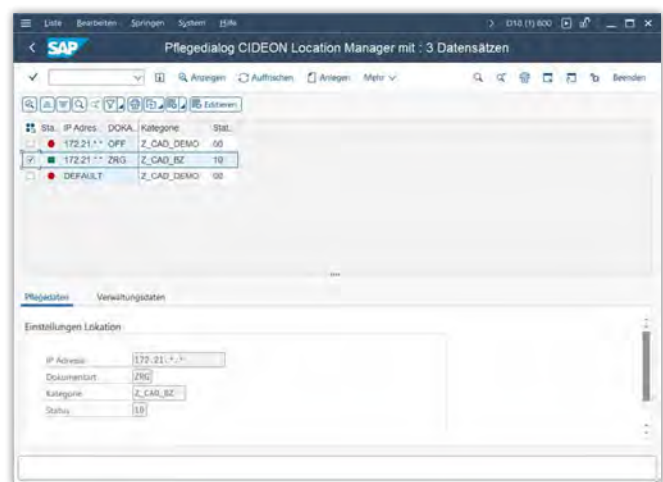 Liste Bearbeiten Springen System Hilfe D10 (1) 800
SAP Pflegedialog CIDEON Location Manager mit : 3 Datensätzen
Anzeigen Auffrischen Anlegen Mehr Beenden
Editieren
Sta.. IP Adres.. DOKA.. Kategorie Stat..
172.21.*.* OFF Z_CAD_DEMO 00
172.21.*.* ZRG Z_CAD_BZ 10
DEFAULT Z_CAD_DEMO 00
Pflegedaten Verwaltungsdaten
Einstellungen Lokation
IP Adresse 172.21.*.*
Dokumentart ZRG
Kategorie Z_CAD_BZ
Status 10